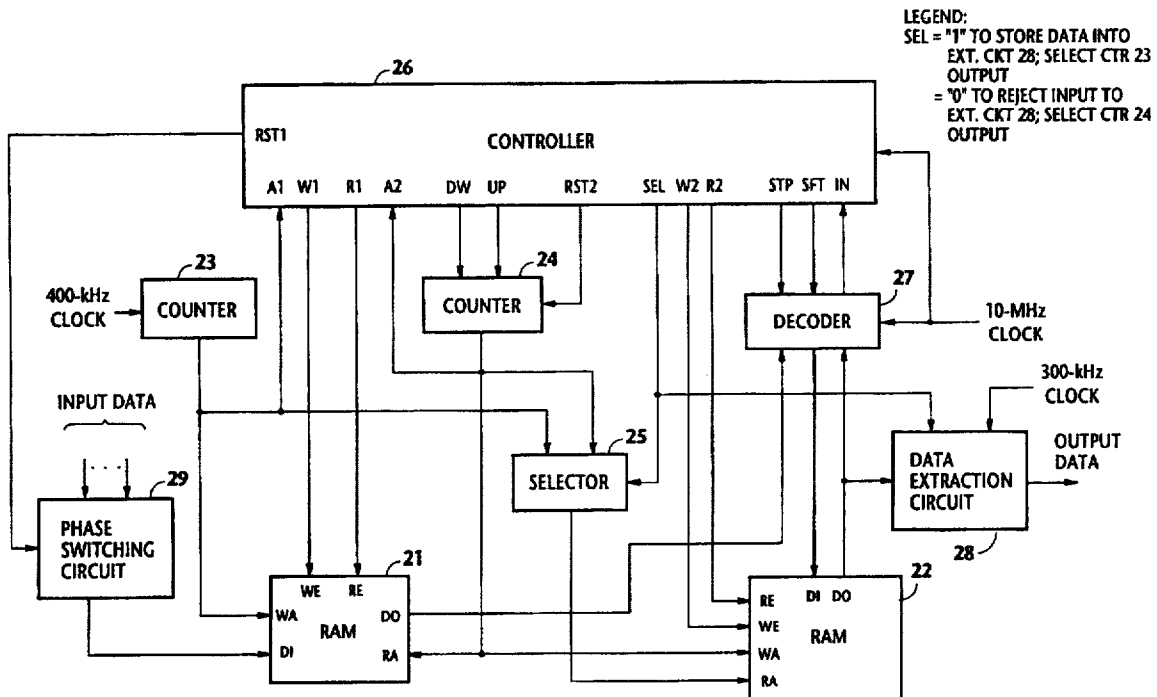 LEGEND:
SEL = "1" TO STORE DATA INTO
EXT. CKT 28; SELECT CTR 23
OUTPUT
= "0" TO REJECT INPUT TO
EXT. CKT 28; SELECT CTR 24
OUTPUT
26
RST1
CONTROLLER
A1 W1 R1 A2 DW UP RST2 SEL W2 R2 STP SFT IN
23
COUNTER
400-kHz
CLOCK
24
COUNTER
27
DECODER
10-MHz
CLOCK
300-kHz
CLOCK
INPUT DATA
25
SELECTOR
DATA
EXTRACTION
CIRCUIT
28
OUTPUT
DATA
29
PHASE
SWITCHING
CIRCUIT
21
WE RE
WA DO
RAM
DI RA
22
RE DI DO
WE RAM
WA
RA